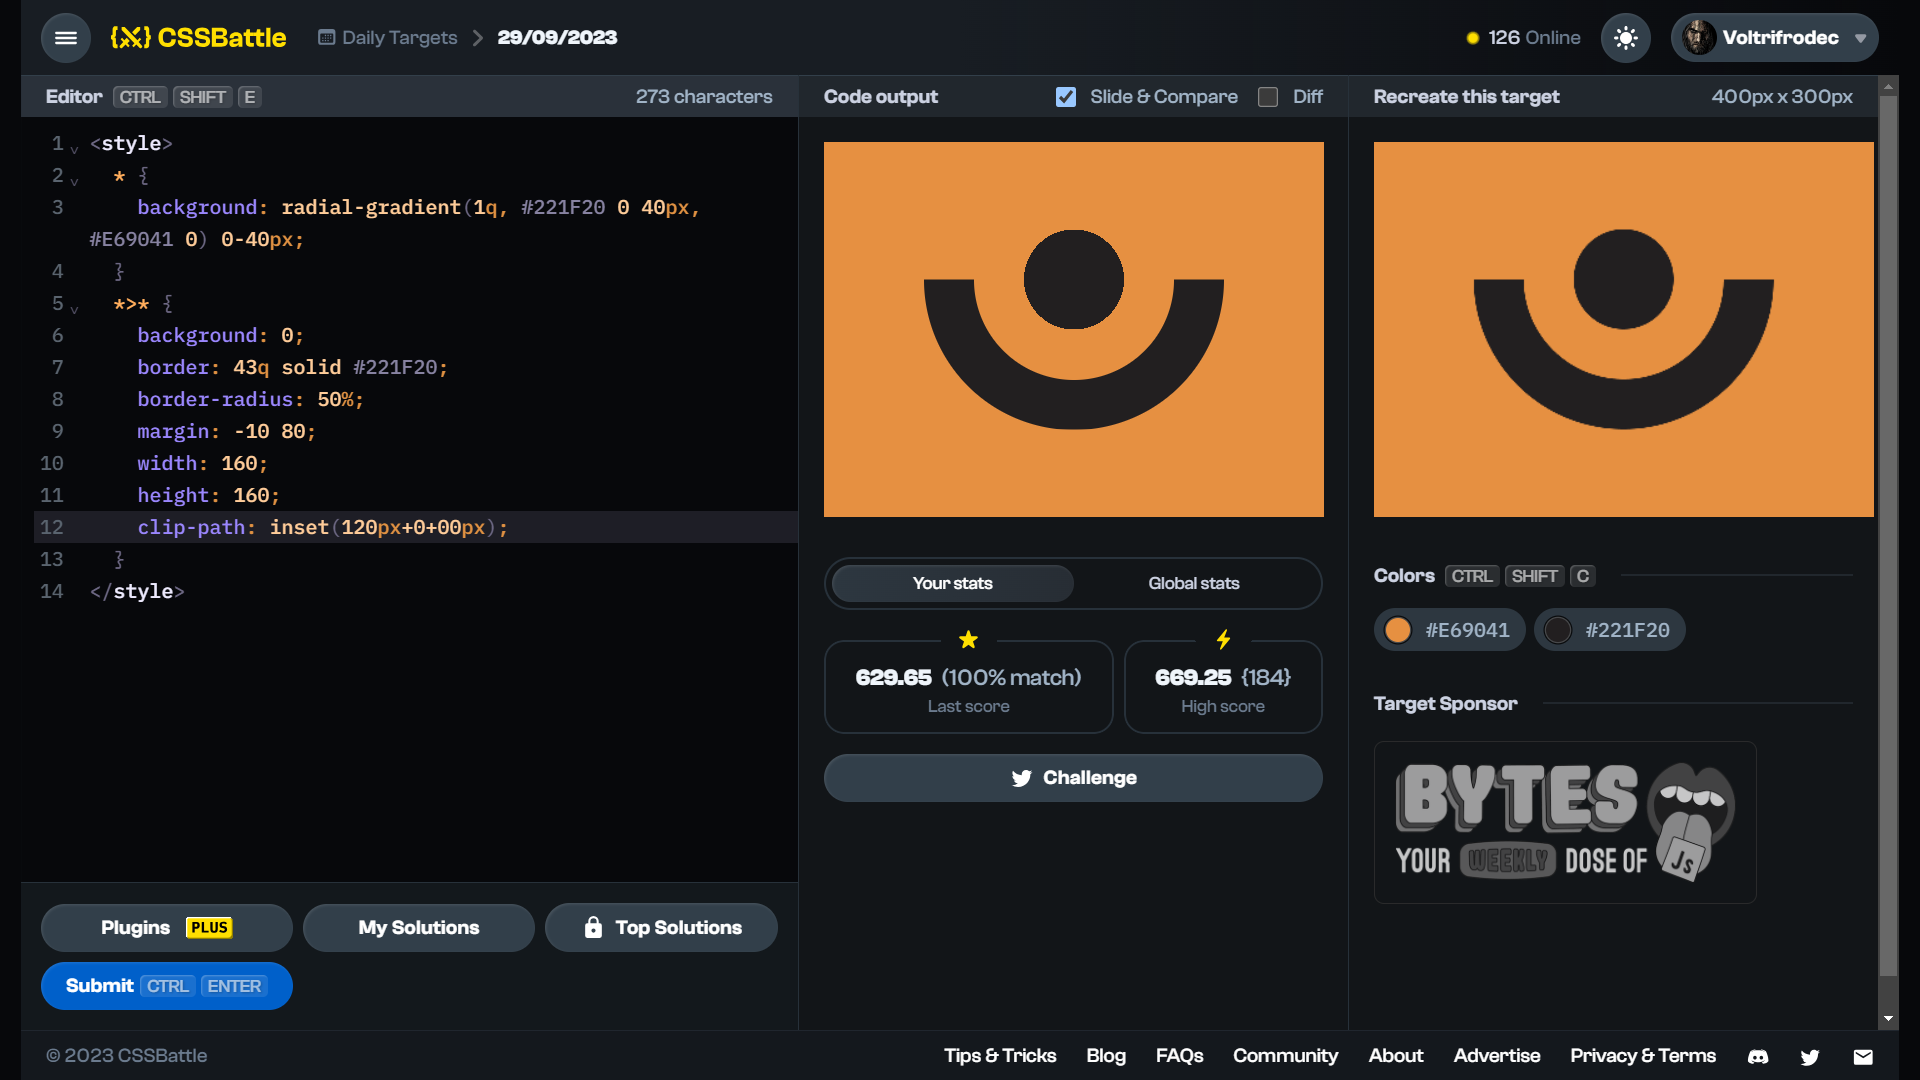 {X} CSSBattle
Daily Targets
29/09/2023
126 Online
Voltrifrodec
Editor CTRL SHIFT E
273 characters
1 <style>
2 * {
3 background: radial-gradient(1q, #221F20 0 40px,
#E69041 0) 0-40px;
4 }
5 *>* {
6 background: 0;
7 border: 43q solid #221F20;
8 border-radius: 50%;
9 margin: -10 80;
10 width: 160;
11 height: 160;
12 clip-path: inset(120px+0+00px);
13 }
14 </style>
Plugins PLUS
My Solutions
Top Solutions
Submit CTRL ENTER
Code output
Slide & Compare
Diff
Your stats
Global stats
629.65 (100% match)
Last score
669.25 {184}
High score
Challenge
Recreate this target
400px x 300px
Colors CTRL SHIFT C
#E69041
#221F20
Target Sponsor
BYTES
YOUR WEEKLY DOSE OF JS
© 2023 CSSBattle
Tips & Tricks
Blog
FAQs
Community
About
Advertise
Privacy & Terms